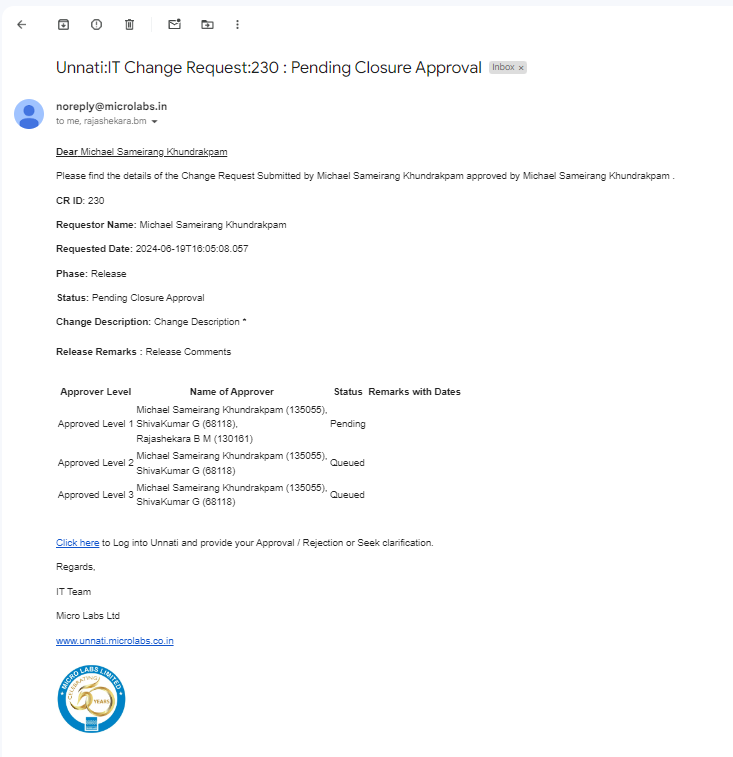 Unnati:IT Change Request:230 : Pending Closure Approval Inbox ×
noreply@microlabs.in
to me, rajashekara.bm
Dear Michael Sameirang Khundrakpam
Please find the details of the Change Request Submitted by Michael Sameirang Khundrakpam approved by Michael Sameirang Khundrakpam .
CR ID: 230
Requestor Name: Michael Sameirang Khundrakpam
Requested Date: 2024-06-19T16:05:08.057
Phase: Release
Status: Pending Closure Approval
Change Description: Change Description *
Release Remarks : Release Comments
Approver Level Name of Approver Status Remarks with Dates
Michael Sameirang Khundrakpam (135055),
Approved Level 1 ShivaKumar G (68118), Pending
Rajashekara B M (130161)
Michael Sameirang Khundrakpam (135055),
Approved Level 2 ShivaKumar G (68118) Queued
Michael Sameirang Khundrakpam (135055),
Approved Level 3 ShivaKumar G (68118) Queued
Click here to Log into Unnati and provide your Approval / Rejection or Seek clarification.
Regards,
IT Team
Micro Labs Ltd
www.unnati.microlabs.co.in
MICRO LABS LIMITED
CELEBRATING
50
YEARS